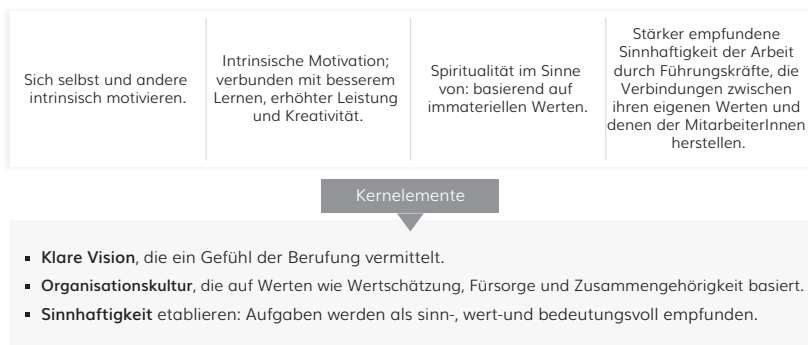 Sich selbst und andere
intrinsisch motivieren.
Intrinsische Motivation;
verbunden mit besserem
Lernen, erhöhter Leistung
und Kreativität.
Spiritualität im Sinne
von: basierend auf
immateriellen Werten.
Stärker empfundene
Sinnhaftigkeit der Arbeit
durch Führungskräfte, die
Verbindungen zwischen
ihren eigenen Werten und
denen der MitarbeiterInnen
herstellen.
Kernelemente
▪ Klare Vision, die ein Gefühl der Berufung vermittelt.
▪ Organisationskultur, die auf Werten wie Wertschätzung, Fürsorge und Zusammengehörigkeit basiert.
▪ Sinnhaftigkeit etablieren: Aufgaben werden als sinn-, wert-und bedeutungsvoll empfunden.